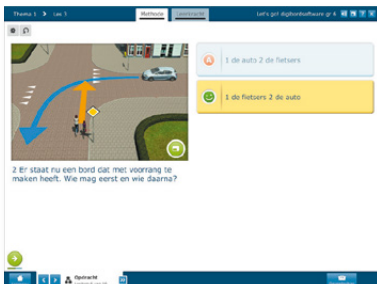 Thema 1 > Les 1
Methode
Leerkracht
Let's go! digibordsoftware gr 4
1 de auto 2 de fietsers
1 de fietsers 2 de auto
2 Er staat nu een bord dat met voorrang te
maken heeft. Wie mag eerst en wie daarna?
Opdracht